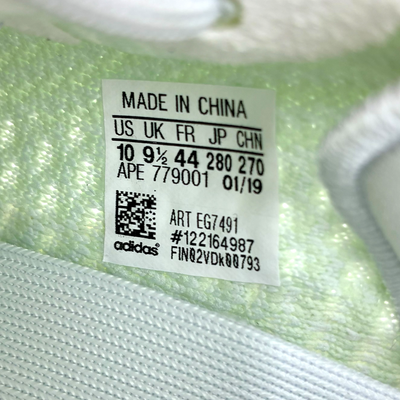 MADE IN CHINA
US UK FR JP CHN
10 9½ 44 280 270
APE 779001 01/19
ART EG7491
#122164987
adidas FIN02VDk00793